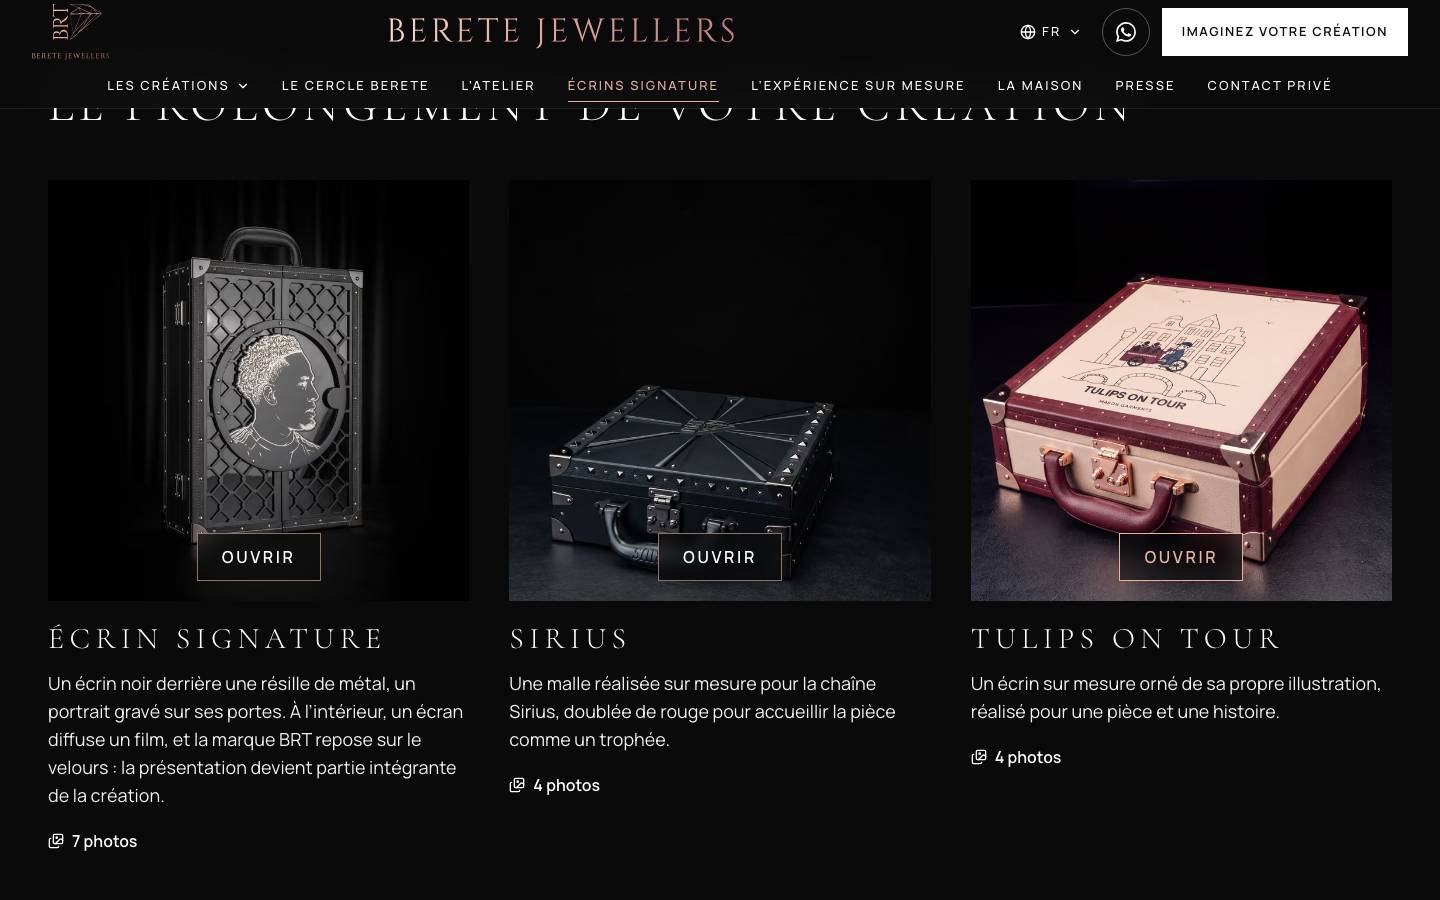 BRT
BERETE JEWELLERS
BERETE JEWELLERS
FR
IMAGINEZ VOTRE CRÉATION
LES CRÉATIONS
LE CERCLE BERETE
L'ATELIER
ÉCRINS SIGNATURE
L'EXPÉRIENCE SUR MESURE
LA MAISON
PRESSE
CONTACT PRIVÉ
LE PROLONGEMENT DE VOTRE CRÉATION
TULIPS ON TOUR
OUVRIR
OUVRIR
OUVRIR
ÉCRIN SIGNATURE
Un écrin noir derrière une résille de métal, un
portrait gravé sur ses portes. À l’intérieur, un écran
diffuse un film, et la marque BRT repose sur le
velours : la présentation devient partie intégrante
de la création.
7 photos
SIRIUS
Une malle réalisée sur mesure pour la chaîne
Sirius, doublée de rouge pour accueillir la pièce
comme un trophée.
4 photos
TULIPS ON TOUR
Un écrin sur mesure orné de sa propre illustration,
réalisé pour une pièce et une histoire.
4 photos